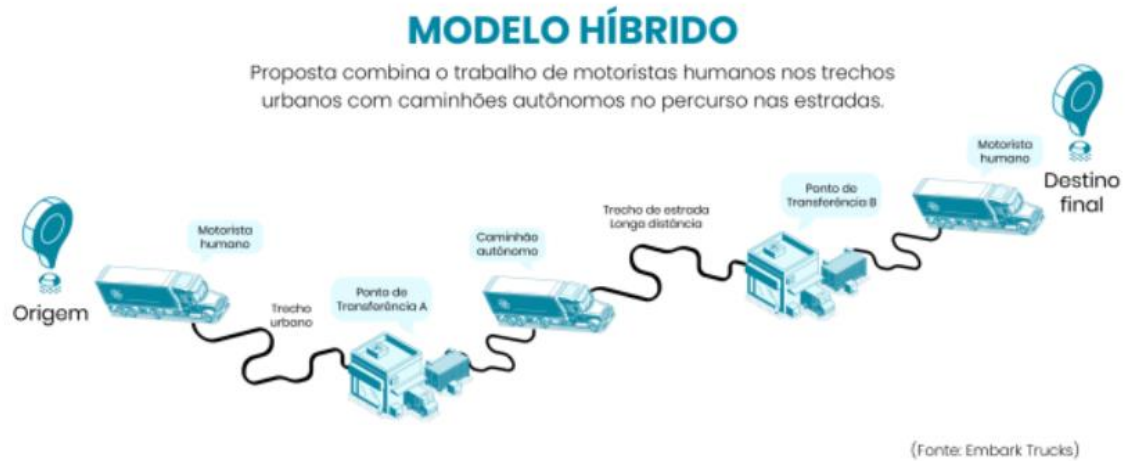 MODELO HÍBRIDO
Proposta combina o trabalho de motoristas humanos nos trechos
urbanos com caminhões autônomos no percurso nas estradas.
Origem
Motorista
humano
Trecho
urbano
Ponto de
Transferência A
Caminhão
autônomo
Trecho de estrada
Longa distância
Ponto de
Transferência B
Motorista
humano
Destino
final
(Fonte: Embark Trucks)